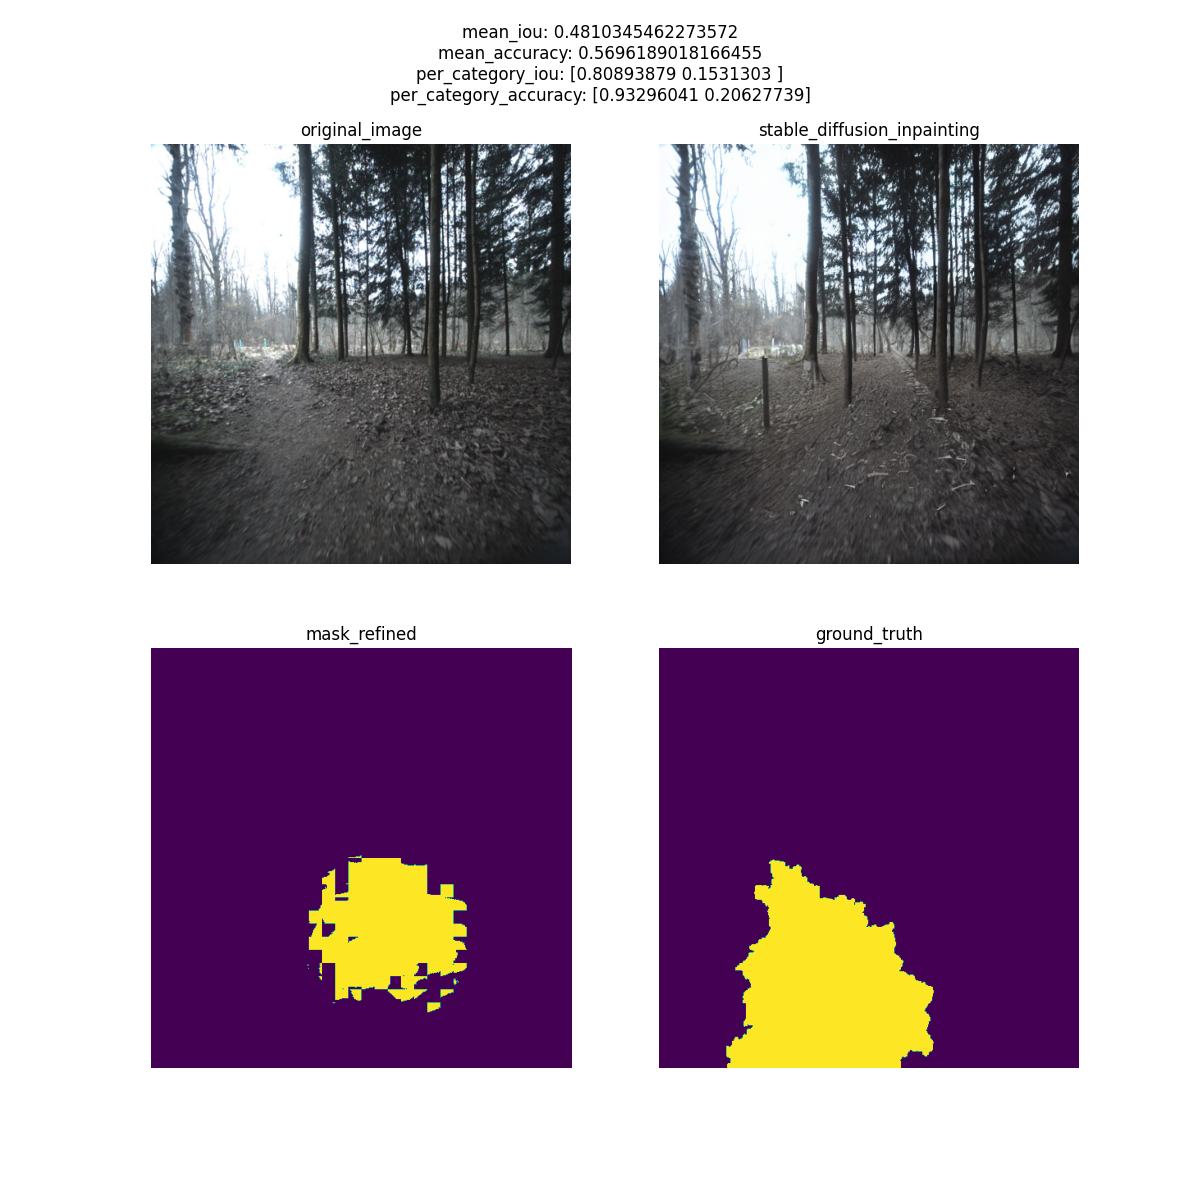 mean_iou: 0.4810345462273572
mean_accuracy: 0.5696189018166455
per_category_iou: [0.80893879 0.1531303 ]
per_category_accuracy: [0.93296041 0.20627739]
original_image
stable_diffusion_inpainting
mask_refined
ground_truth